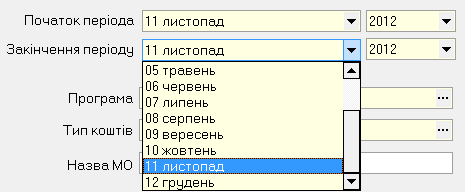 Початок періода 11 листопад 2012
Закінчення періоду 11 листопад 2012
05 травень
06 червень
Програма ...
07 липень
08 серпень
Тип коштів ...
09 вересень
10 жовтень
Назва МО 11 листопад
12 грудень